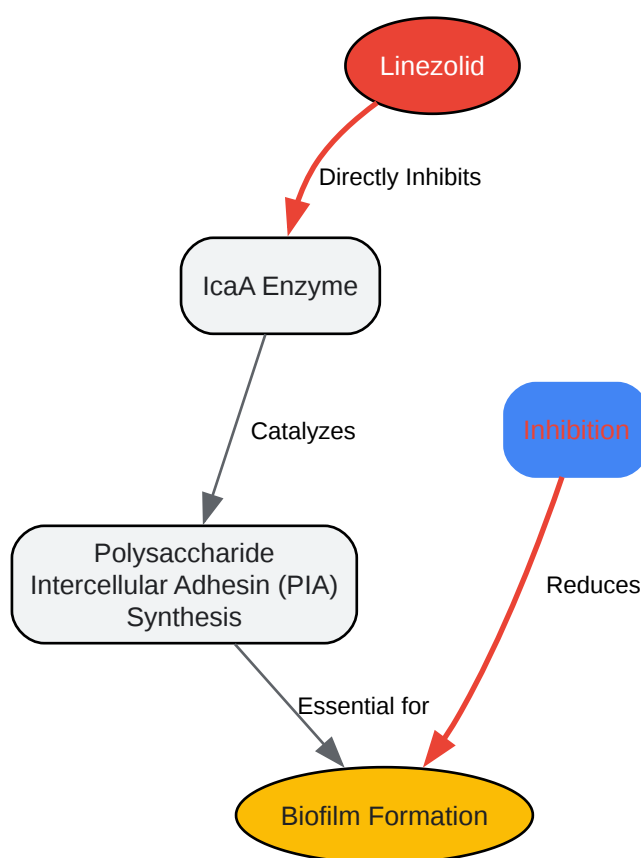 Linezolid
Directly Inhibits
IcaA Enzyme
Catalyzes
Inhibition
Polysaccharide
Intercellular Adhesin (PIA)
Synthesis
Reduces
Essential for
Biofilm Formation